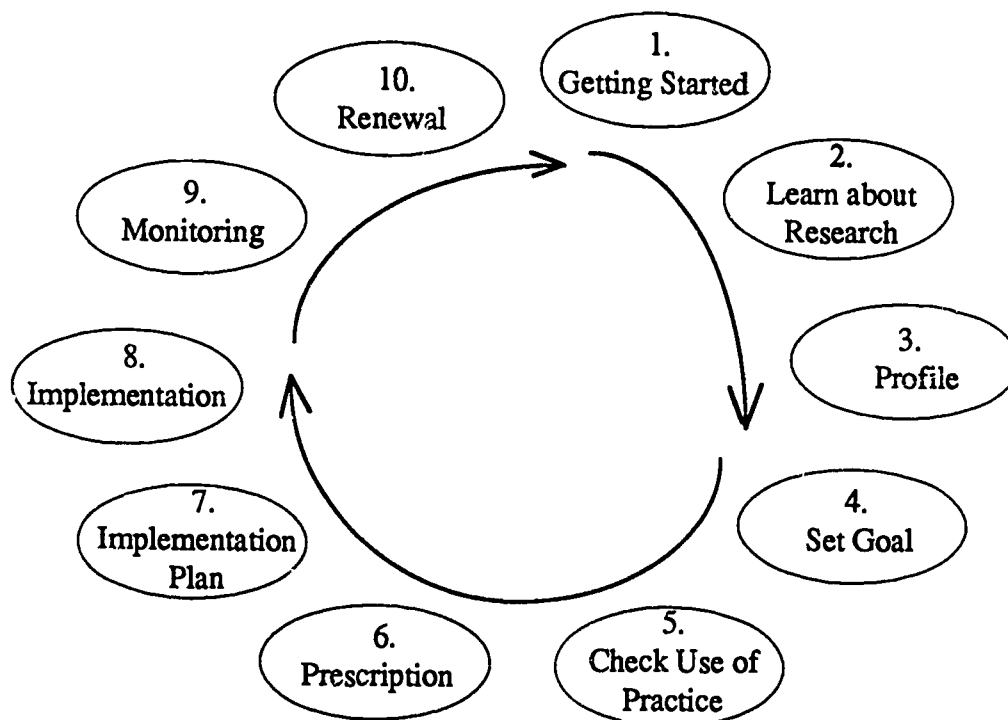 1.
Getting Started
2.
Learn about
Research
3.
Profile
4.
Set Goal
5.
Check Use of
Practice
6.
Prescription
7.
Implementation
Plan
8.
Implementation
9.
Monitoring
10.
Renewal